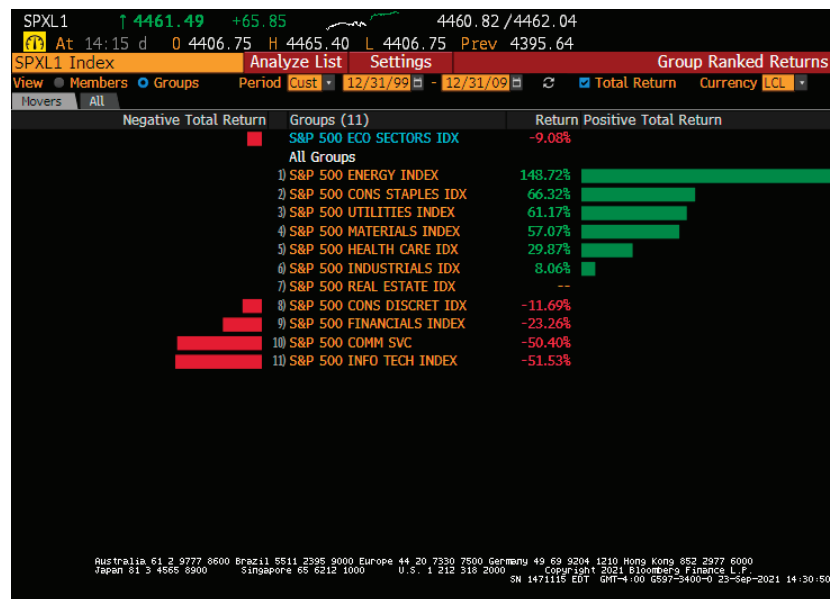 SPXL1 ↑ 4461.49 +65.85 4460.82 /4462.04
At 14:15 d O 4406.75 H 4465.40 L 4406.75 Prev 4395.64
SPXL1 Index Analyze List Settings Group Ranked Returns
View Members Groups Period Cust 12/31/99 - 12/31/09 Total Return Currency LCL
Movers All
Negative Total Return Groups (11) Return Positive Total Return
S&P 500 ECO SECTORS IDX -9.08%
All Groups
1) S&P 500 ENERGY INDEX 148.72%
2) S&P 500 CONS STAPLES IDX 66.32%
3) S&P 500 UTILITIES INDEX 61.17%
4) S&P 500 MATERIALS INDEX 57.07%
5) S&P 500 HEALTH CARE IDX 29.87%
6) S&P 500 INDUSTRIALS IDX 8.06%
7) S&P 500 REAL ESTATE IDX --
8) S&P 500 CONS DISCRET IDX -11.69%
9) S&P 500 FINANCIALS INDEX -23.26%
10) S&P 500 COMM SVC -50.40%
11) S&P 500 INFO TECH INDEX -51.53%
Australia 61 2 9777 8600 Brazil 5511 2395 9000 Europe 44 20 7330 7500 Germany 49 69 9204 1210 Hong Kong 852 2977 6000
Japan 81 3 4565 8900 Singapore 65 6212 1000 U.S. 1 212 318 2000 Copyright 2021 Bloomberg Finance L.P.
SN 1471115 EDT GMT-4:00 G597-3400-0 23-Sep-2021 14:30:50